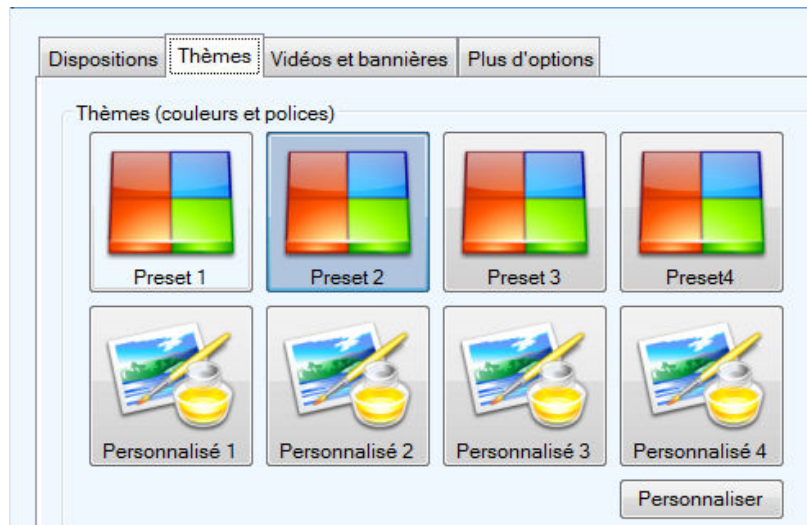 Dispositions Thèmes Vidéos et bannières Plus d'options
Thèmes (couleurs et polices)
Preset 1 Preset 2 Preset 3 Preset4
Personnalisé 1 Personnalisé 2 Personnalisé 3 Personnalisé 4
Personnaliser